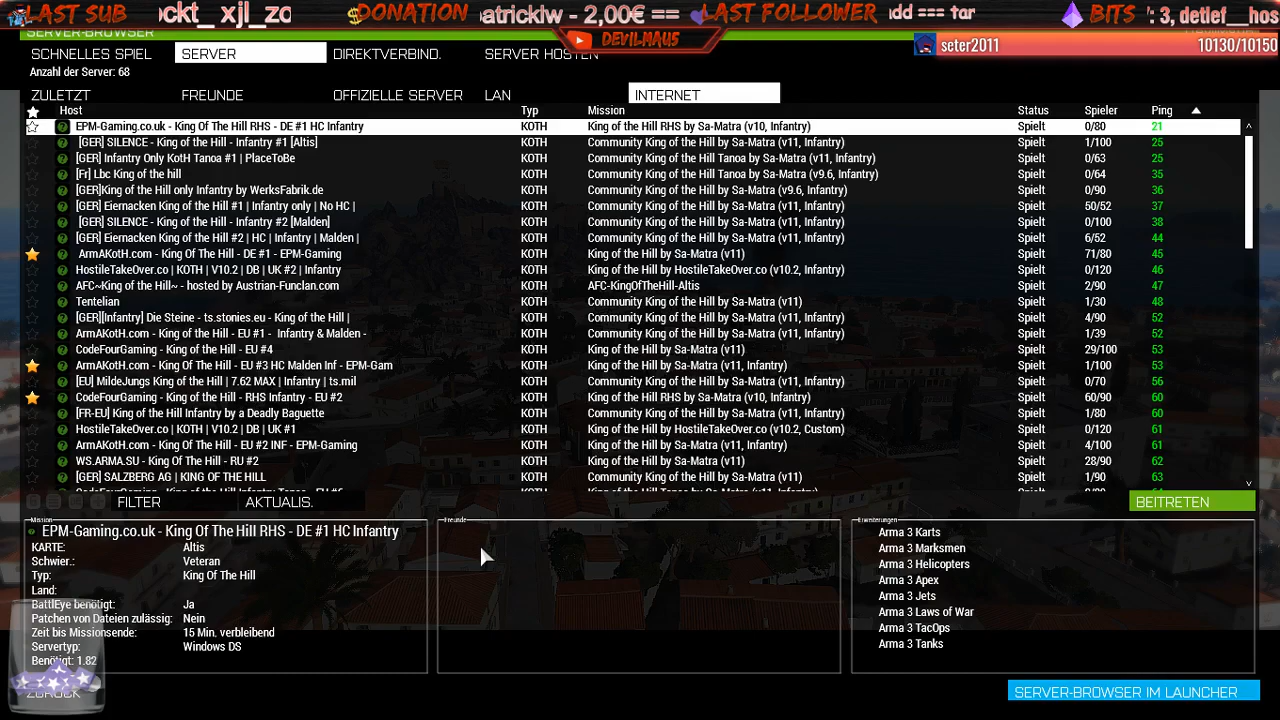 LAST SUB ckt_ xjl_zo DONATION atricklw - 2,00€ == LAST FOLLOWER add === tar BITS : 3, detlef__hos
SERVER-BROWSER
DEVILMAUS
seter2011 10130/10150
SCHNELLES SPIEL SERVER DIREKTVERBIND. SERVER HOSTEN
Anzahl der Server: 68
ZULETZT FREUNDE OFFIZIELLE SERVER LAN INTERNET
Host Typ Mission Status Spieler Ping
EPM-Gaming.co.uk - King Of The Hill RHS - DE #1 HC Infantry KOTH King of the Hill RHS by Sa-Matra (v10, Infantry) Spielt 0/80 21
[GER] SILENCE - King of the Hill - Infantry #1 [Altis] KOTH Community King of the Hill by Sa-Matra (v11, Infantry) Spielt 1/100 25
[GER] Infantry Only KotH Tanoa #1 | PlaceToBe KOTH Community King of the Hill Tanoa by Sa-Matra (v11, Infantry) Spielt 0/63 25
[Fr] Lbc King of the hill KOTH Community King of the Hill Tanoa by Sa-Matra (v9.6, Infantry) Spielt 0/64 35
[GER]King of the Hill only Infantry by WerksFabrik.de KOTH Community King of the Hill by Sa-Matra (v9.6, Infantry) Spielt 0/90 36
[GER] Eiernacken King of the Hill #1 | Infantry only | No HC | KOTH Community King of the Hill by Sa-Matra (v11, Infantry) Spielt 50/52 37
[GER] SILENCE - King of the Hill - Infantry #2 [Malden] KOTH Community King of the Hill by Sa-Matra (v11, Infantry) Spielt 0/100 38
[GER] Eiernacken King of the Hill #2 | HC | Infantry | Malden | KOTH Community King of the Hill by Sa-Matra (v11, Infantry) Spielt 6/52 44
ArmAKotH.com - King Of The Hill - DE #1 - EPM-Gaming KOTH King of the Hill by Sa-Matra (v11) Spielt 71/80 45
HostileTakeOver.co | KOTH | V10.2 | DB | UK #2 | Infantry KOTH King of the Hill by HostileTakeOver.co (v10.2, Infantry) Spielt 0/120 46
AFC~King of the Hill~ - hosted by Austrian-Funclan.com KOTH AFC-KingOfTheHill-Altis Spielt 2/90 47
Tentelian KOTH Community King of the Hill by Sa-Matra (v11) Spielt 1/30 48
[GER][Infantry] Die Steine - ts.stonies.eu - King of the Hill | KOTH Community King of the Hill by Sa-Matra (v11, Infantry) Spielt 4/90 52
ArmAKotH.com - King Of The Hill - EU #1 - Infantry & Malden - KOTH Community King of the Hill by Sa-Matra (v11, Infantry) Spielt 1/39 52
CodeFourGaming - King of the Hill - EU #4 KOTH King of the Hill by Sa-Matra (v11) Spielt 29/100 53
ArmAKotH.com - King Of The Hill - EU #3 HC Malden Inf - EPM-Gam KOTH King of the Hill by Sa-Matra (v11, Infantry) Spielt 1/100 53
[EU] MildeJungs King of the Hill | 7.62 MAX | Infantry | ts.mil KOTH Community King of the Hill by Sa-Matra (v11, Infantry) Spielt 0/70 56
CodeFourGaming - King of the Hill - RHS Infantry - EU #2 KOTH King of the Hill RHS by Sa-Matra (v10, Infantry) Spielt 60/90 60
[FR-EU] King of the Hill Infantry by a Deadly Baguette KOTH Community King of the Hill by Sa-Matra (v11, Infantry) Spielt 1/80 60
HostileTakeOver.co | KOTH | V10.2 | DB | UK #1 KOTH King of the Hill by HostileTakeOver.co (v10.2, Custom) Spielt 0/120 61
ArmAKotH.com - King Of The Hill - EU #2 INF - EPM-Gaming KOTH King of the Hill by Sa-Matra (v11, Infantry) Spielt 4/100 61
WS.ARMA.SU - King Of The Hill - RU #2 KOTH King of the Hill by Sa-Matra (v11) Spielt 28/90 62
[GER] SALZBERG AG | KING OF THE HILL KOTH Community King of the Hill by Sa-Matra (v11) Spielt 1/90 63
FILTER AKTUALIS. BEITRETEN
Mission Freunde Erweiterungen
EPM-Gaming.co.uk - King Of The Hill RHS - DE #1 HC Infantry
KARTE: Altis
Schwier.: Veteran
Typ: King Of The Hill
Land:
BattlEye benötigt: Ja
Patchen von Dateien zulässig: Nein
Zeit bis Missionsende: 15 Min. verbleibend
Servertyp: Windows DS
Benötigt: 1.82
Arma 3 Karts
Arma 3 Marksmen
Arma 3 Helicopters
Arma 3 Apex
Arma 3 Jets
Arma 3 Laws of War
Arma 3 TacOps
Arma 3 Tanks
ZURÜCK SERVER-BROWSER IM LAUNCHER